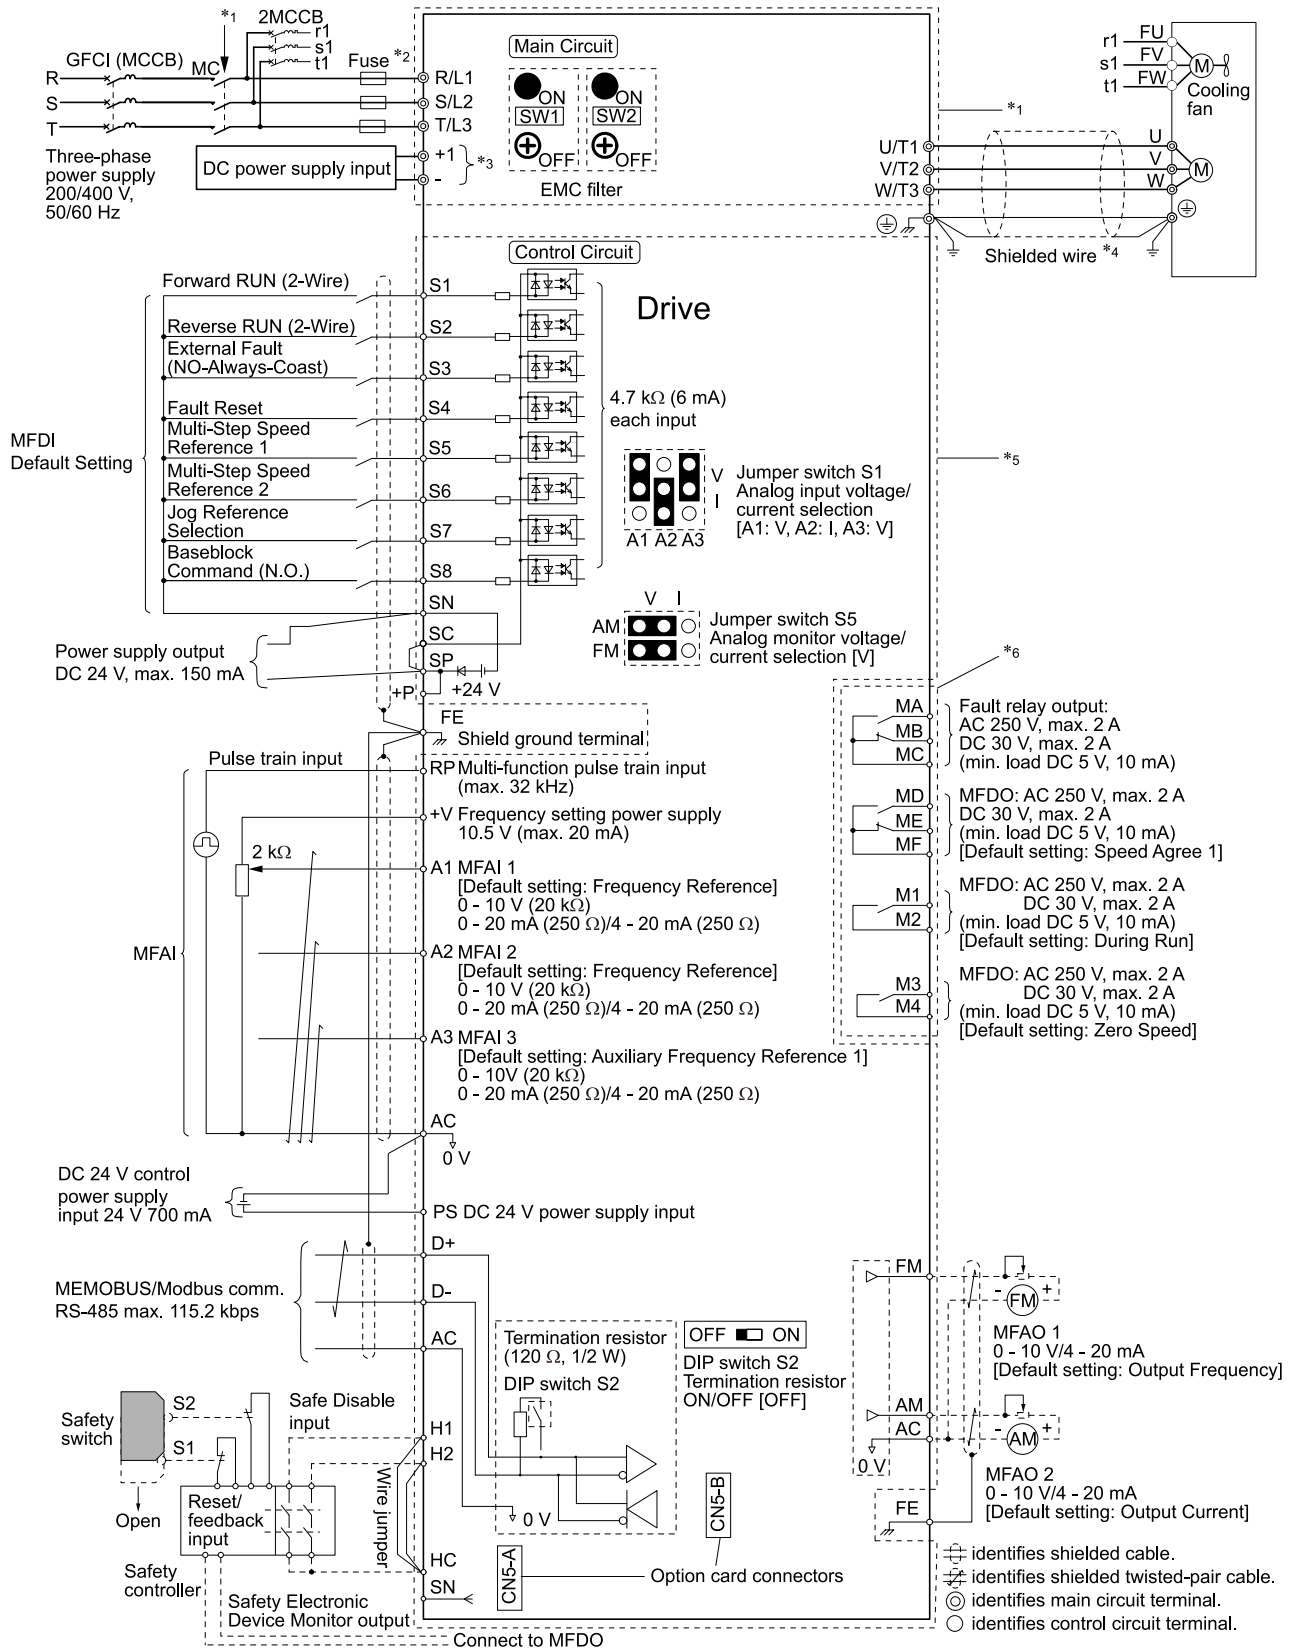 *1
2MCCB
r1
s1
t1
GFCI (MCCB)
MC
Fuse *2
R
S
T
R/L1
S/L2
T/L3
+1
-
*3
Three-phase
power supply
200/400 V,
50/60 Hz
DC power supply input
Main Circuit
ON
SW1
OFF
ON
SW2
OFF
EMC filter
*1
r1
s1
t1
FU
FV
FW
M
Cooling
fan
U/T1
V/T2
W/T3
U
V
W
M
Shielded wire *4
Control Circuit
Drive
MFDI
Default Setting
Forward RUN (2-Wire)
S1
Reverse RUN (2-Wire)
S2
External Fault
(NO-Always-Coast)
S3
Fault Reset
S4
Multi-Step Speed
Reference 1
S5
Multi-Step Speed
Reference 2
S6
Jog Reference
Selection
S7
Baseblock
Command (N.O.)
S8
SN
SC
SP
+P
+24 V
Power supply output
DC 24 V, max. 150 mA
4.7 kΩ (6 mA)
each input
V
I
A1 A2 A3
Jumper switch S1
Analog input voltage/
current selection
[A1: V, A2: I, A3: V]
*5
V I
AM
FM
Jumper switch S5
Analog monitor voltage/
current selection [V]
*6
FE
Shield ground terminal
MA
MB
MC
Fault relay output:
AC 250 V, max. 2 A
DC 30 V, max. 2 A
(min. load DC 5 V, 10 mA)
MD
ME
MF
MFDO: AC 250 V, max. 2 A
DC 30 V, max. 2 A
(min. load DC 5 V, 10 mA)
[Default setting: Speed Agree 1]
M1
M2
MFDO: AC 250 V, max. 2 A
DC 30 V, max. 2 A
(min. load DC 5 V, 10 mA)
[Default setting: During Run]
M3
M4
MFDO: AC 250 V, max. 2 A
DC 30 V, max. 2 A
(min. load DC 5 V, 10 mA)
[Default setting: Zero Speed]
MFAI
Pulse train input
RP Multi-function pulse train input
(max. 32 kHz)
+V Frequency setting power supply
10.5 V (max. 20 mA)
2 kΩ
A1 MFAI 1
[Default setting: Frequency Reference]
0 - 10 V (20 kΩ)
0 - 20 mA (250 Ω)/4 - 20 mA (250 Ω)
A2 MFAI 2
[Default setting: Frequency Reference]
0 - 10 V (20 kΩ)
0 - 20 mA (250 Ω)/4 - 20 mA (250 Ω)
A3 MFAI 3
[Default setting: Auxiliary Frequency Reference 1]
0 - 10V (20 kΩ)
0 - 20 mA (250 Ω)/4 - 20 mA (250 Ω)
AC
0 V
DC 24 V control
power supply
input 24 V 700 mA
PS DC 24 V power supply input
MEMOBUS/Modbus comm.
RS-485 max. 115.2 kbps
D+
D-
AC
Termination resistor
(120 Ω, 1/2 W)
DIP switch S2
0 V
OFF ON
DIP switch S2
Termination resistor
ON/OFF [OFF]
FM
- +
FM
MFAO 1
0 - 10 V/4 - 20 mA
[Default setting: Output Frequency]
AM
AC
0 V
- +
AM
MFAO 2
0 - 10 V/4 - 20 mA
[Default setting: Output Current]
FE
Safety
switch
S2
S1
Open
Safe Disable
input
H1
H2
Wire jumper
Reset/
feedback
input
Safety
controller
HC
SN
Safety Electronic
Device Monitor output
Connect to MFDO
CN5-A
CN5-B
Option card connectors
identifies shielded cable.
identifies shielded twisted-pair cable.
identifies main circuit terminal.
identifies control circuit terminal.